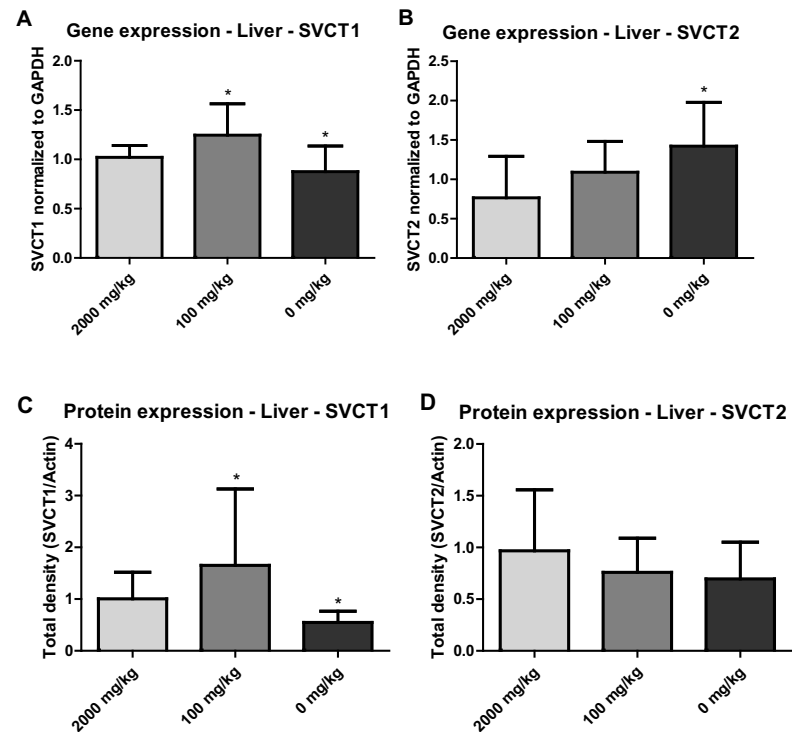 A
Gene expression - Liver - SVCT1
SVCT1 normalized to GAPDH
2.0
1.5
1.0
0.5
0.0
*
*
2000 mg/kg
100 mg/kg
0 mg/kg
B
Gene expression - Liver - SVCT2
SVCT2 normalized to GAPDH
2.5
2.0
1.5
1.0
0.5
0.0
*
2000 mg/kg
100 mg/kg
0 mg/kg
C
Protein expression - Liver - SVCT1
Total density (SVCT1/Actin)
4
3
2
1
0
*
*
2000 mg/kg
100 mg/kg
0 mg/kg
D
Protein expression - Liver - SVCT2
Total density (SVCT2/Actin)
2.0
1.5
1.0
0.5
0.0
2000 mg/kg
100 mg/kg
0 mg/kg